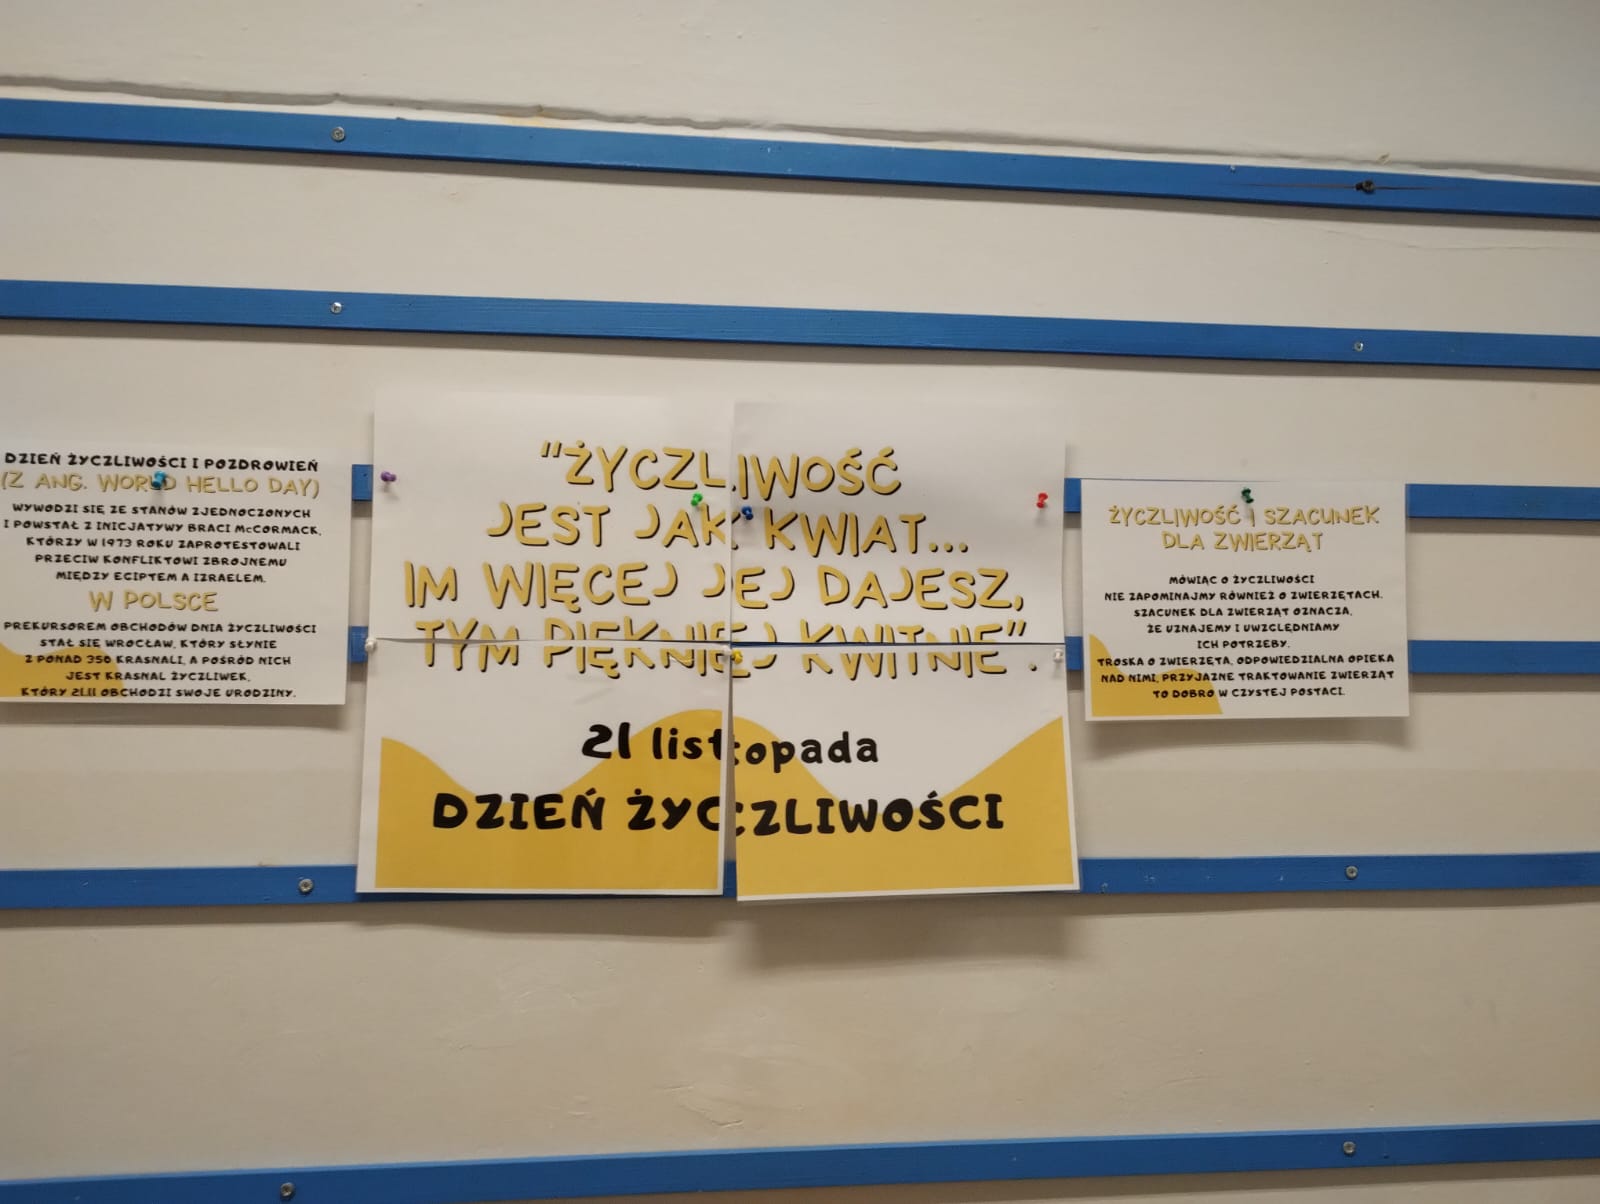 DZIEŃ ŻYCZLIWOŚCI I POZDROWIEŃ
(Z ANG. WORLD HELLO DAY)
WYWODZI SIĘ ZE STANÓW ZJEDNOCZONYCH
I POWSTAŁ Z INICJATYWY BRACI McCORMACK,
KTÓRZY W 1973 ROKU ZAPROTESTOWALI
PRZECIW KONFLIKTOWI ZBROJNEMU
MIĘDZY EGIPTEM A IZRAELEM.
W POLSCE
PREKURSOREM OBCHODÓW DNIA ŻYCZLIWOŚCI
STAŁ SIĘ WROCŁAW, KTÓRY SŁYNIE
Z PONAD 350 KRASNALI, A POŚRÓD NICH
JEST KRASNAL ŻYCZLIWEK,
KTÓRY 21.11 OBCHODZI SWOJE URODZINY.
"ŻYCZLIWOŚĆ
JEST JAK KWIAT...
IM WIĘCEJ JEJ DAJESZ,
TYM PIĘKNIEJ KWITNIE".
21 listopada
DZIEŃ ŻYCZLIWOŚCI
ŻYCZLIWOŚĆ I SZACUNEK
DLA ZWIERZĄT
MÓWIĄC O ŻYCZLIWOŚCI
NIE ZAPOMINAJMY RÓWNIEŻ O ZWIERZĘTACH.
SZACUNEK DLA ZWIERZĄT OZNACZA,
ŻE UZNAJEMY I UWZGLĘDNIAMY
ICH POTRZEBY.
TROSKA O ZWIERZĘTA, ODPOWIEDZIALNA OPIEKA
NAD NIMI, PRZYJAZNE TRAKTOWANIE ZWIERZĄT
TO DOBRO W CZYSTEJ POSTACI.